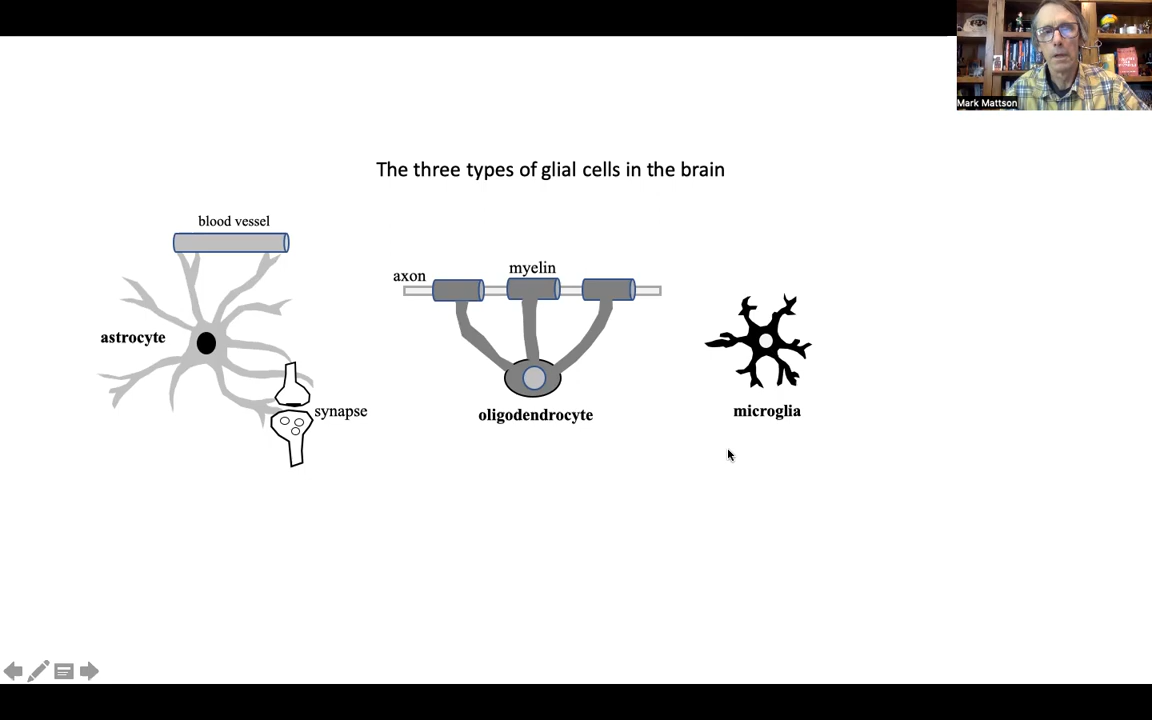 Mark Mattson
The three types of glial cells in the brain
blood vessel
astrocyte
synapse
axon
myelin
oligodendrocyte
microglia